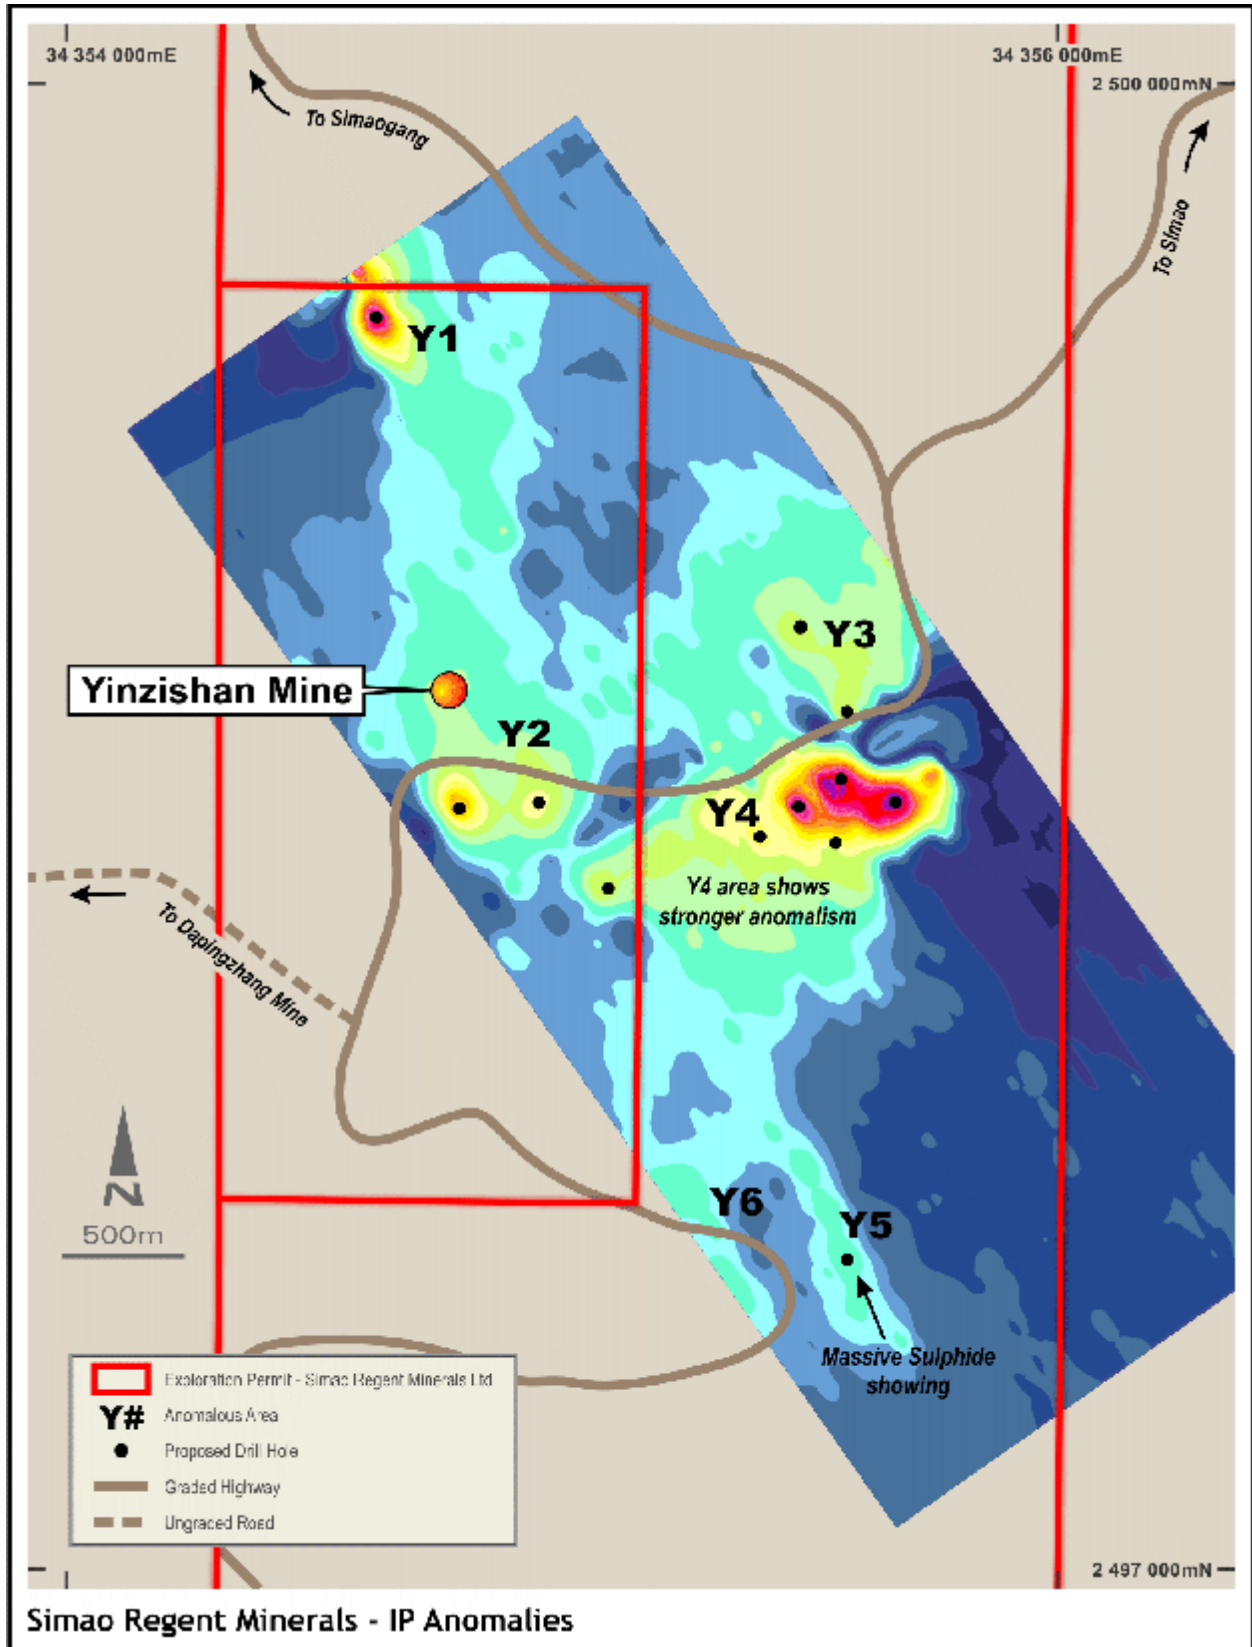 34 354 000mE
34 356 000mE
2 500 000mN
To Simaogang
To Simao
Y1
Y3
Yinzishan Mine
Y2
Y4
Y4 area shows
stronger anomalism
To Dapingzhang Mine
N
500m
Y6
Y5
Massive Sulphide
showing
Exploration Permit - Simao Regent Minerals Ltd
Y# Anomalous Area
Proposed Drill Hole
Graded Highway
Ungraced Road
2 497 000mN
Simao Regent Minerals - IP Anomalies